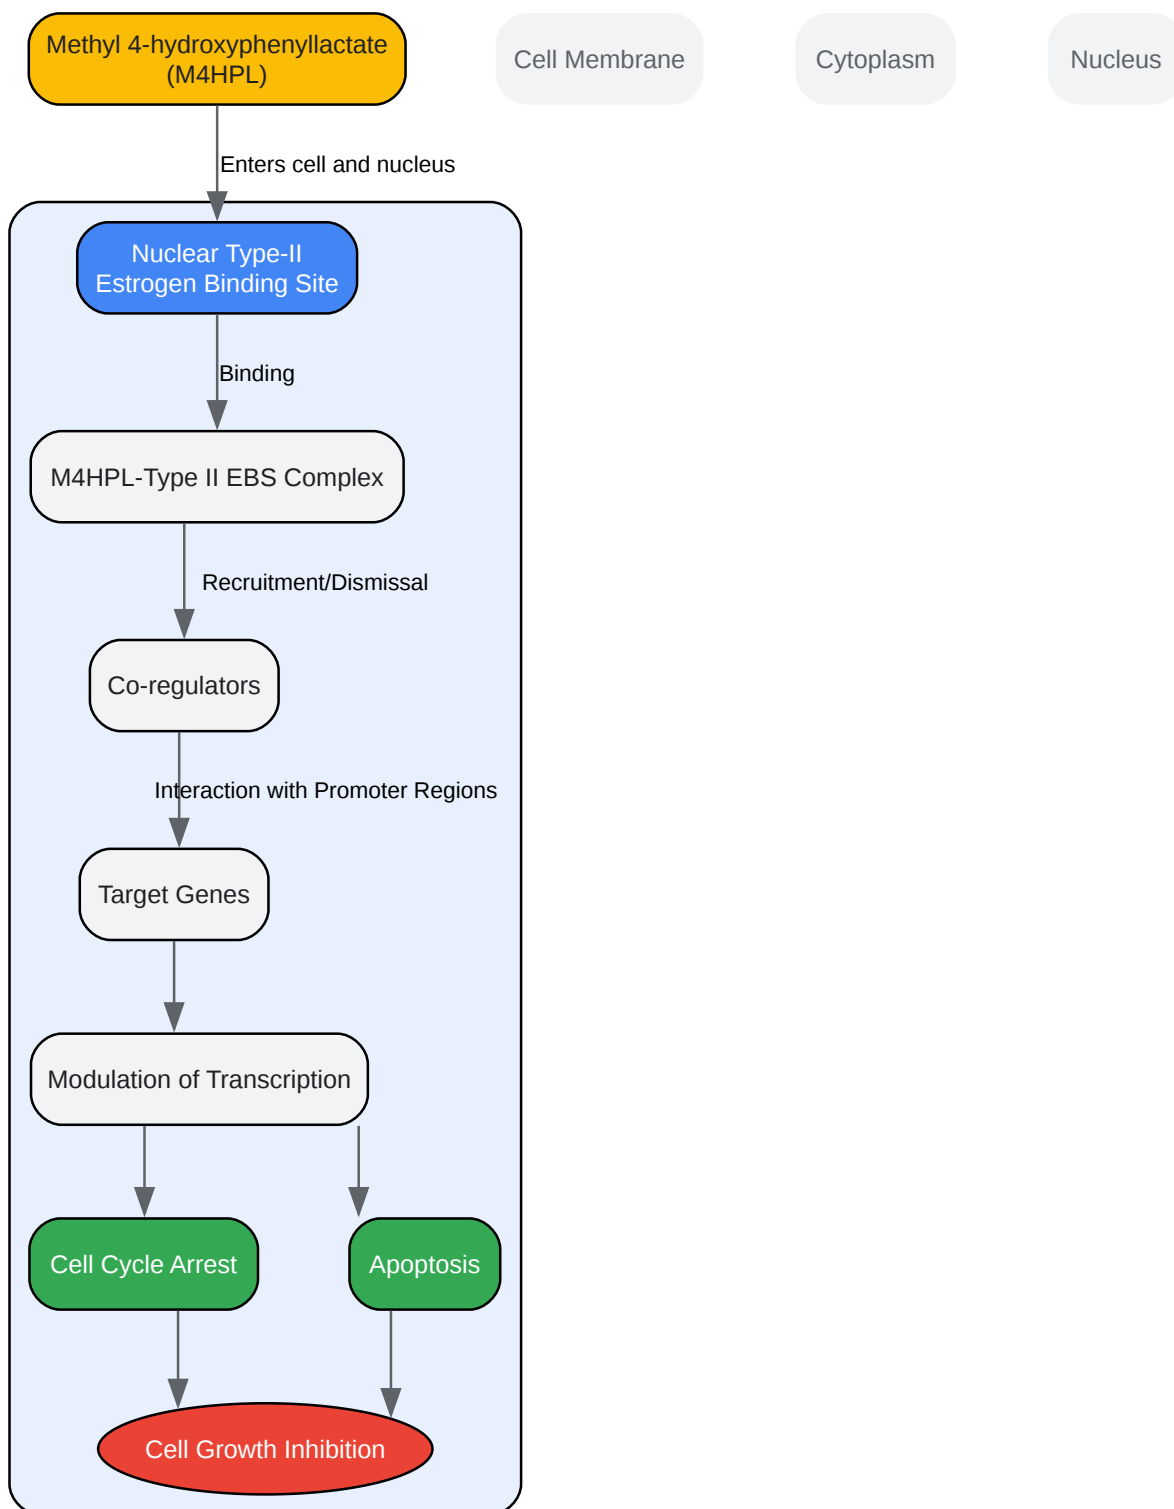 Methyl 4-hydroxyphenyllactate
(M4HPL)
Cell Membrane
Cytoplasm
Nucleus
Enters cell and nucleus
Nuclear Type-II
Estrogen Binding Site
Binding
M4HPL-Type II EBS Complex
Recruitment/Dismissal
Co-regulators
Interaction with Promoter Regions
Target Genes
Modulation of Transcription
Cell Cycle Arrest
Apoptosis
Cell Growth Inhibition